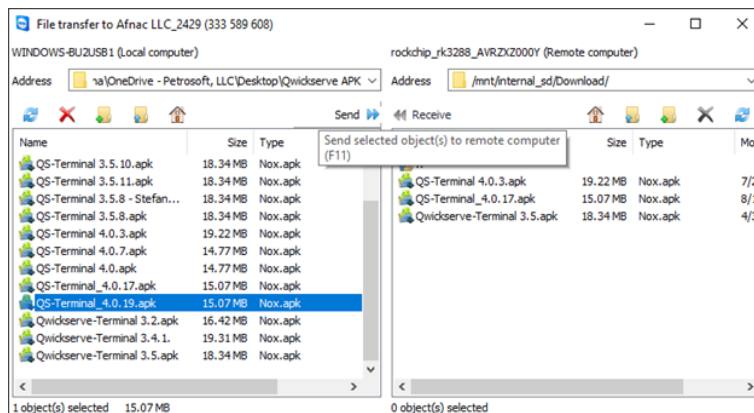 File transfer to Afnac LLC_2429 (333 589 608)
WINDOWS-BU2USB1 (Local computer)
rockchip_rk3288_AVRZXZ000Y (Remote computer)
Address
\OneDrive - Petrosoft, LLC\Desktop\Qwickserve APK
Address
/mnt/internal_sd/Download/
Send
Receive
Name Size Type
Send selected object(s) to remote computer
(F11)
Size Type
QS-Terminal 3.5.10.apk 18.34 MB Nox.apk
QS-Terminal 3.5.11.apk 18.34 MB Nox.apk
QS-Terminal 3.5.8 - Stefan... 18.34 MB Nox.apk
QS-Terminal 3.5.8.apk 18.34 MB Nox.apk
QS-Terminal 4.0.3.apk 19.22 MB Nox.apk
QS-Terminal 4.0.7.apk 14.77 MB Nox.apk
QS-Terminal 4.0.apk 14.77 MB Nox.apk
QS-Terminal_4.0.17.apk 15.07 MB Nox.apk
QS-Terminal_4.0.19.apk 15.07 MB Nox.apk
Qwickserve-Terminal 3.2.apk 16.42 MB Nox.apk
Qwickserve-Terminal 3.4.1. 19.31 MB Nox.apk
Qwickserve-Terminal 3.5.apk 18.34 MB Nox.apk
QS-Terminal 4.0.3.apk 19.22 MB Nox.apk
QS-Terminal_4.0.17.apk 15.07 MB Nox.apk
Qwickserve-Terminal 3.5.apk 18.34 MB Nox.apk
1 object(s) selected 15.07 MB
0 object(s) selected